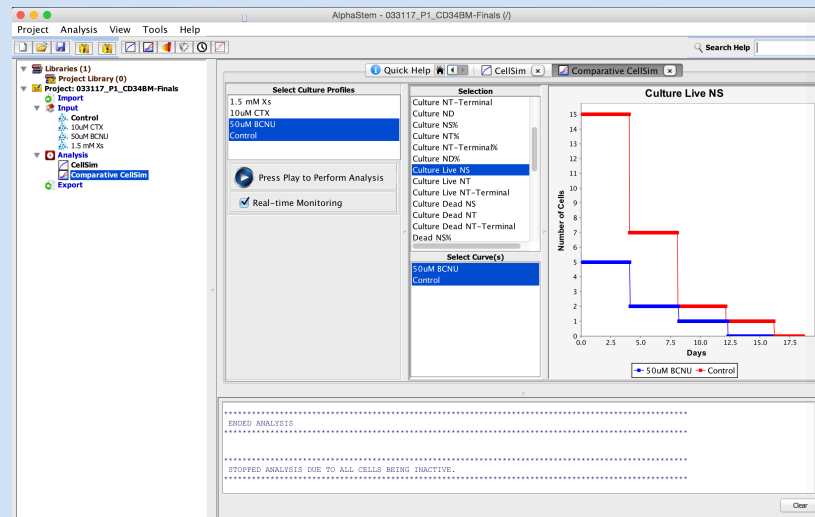 AlphaStem - 033117_P1_CD34BM-Finals (/)
Project Analysis View Tools Help
Search Help
Libraries (1)
Project Library (0)
Project: 033117_P1_CD34BM-Finals
Import
Input
Control
10uM CTX
50uM BCNU
1.5 mM Xs
Analysis
CellSim
Comparative CellSim
Export
Quick Help
CellSim
Comparative CellSim
Select Culture Profiles
1.5 mM Xs
10uM CTX
50uM BCNU
Control
Press Play to Perform Analysis
Real-time Monitoring
Selection
Culture NT-Terminal
Culture ND
Culture NS%
Culture NT%
Culture NT-Terminal%
Culture ND%
Culture Live NS
Culture Live NT
Culture Live NT-Terminal
Culture Dead NS
Culture Dead NT
Culture Dead NT-Terminal
Dead NS%
Select Curve(s)
50uM BCNU
Control
Culture Live NS
Number of Cells
15
14
13
12
11
10
9
8
7
6
5
4
3
2
1
0
0.0 2.5 5.0 7.5 10.0 12.5 15.0 17.5
Days
50uM BCNU Control
ENDED ANALYSIS
STOPPED ANALYSIS DUE TO ALL CELLS BEING INACTIVE.
Clear